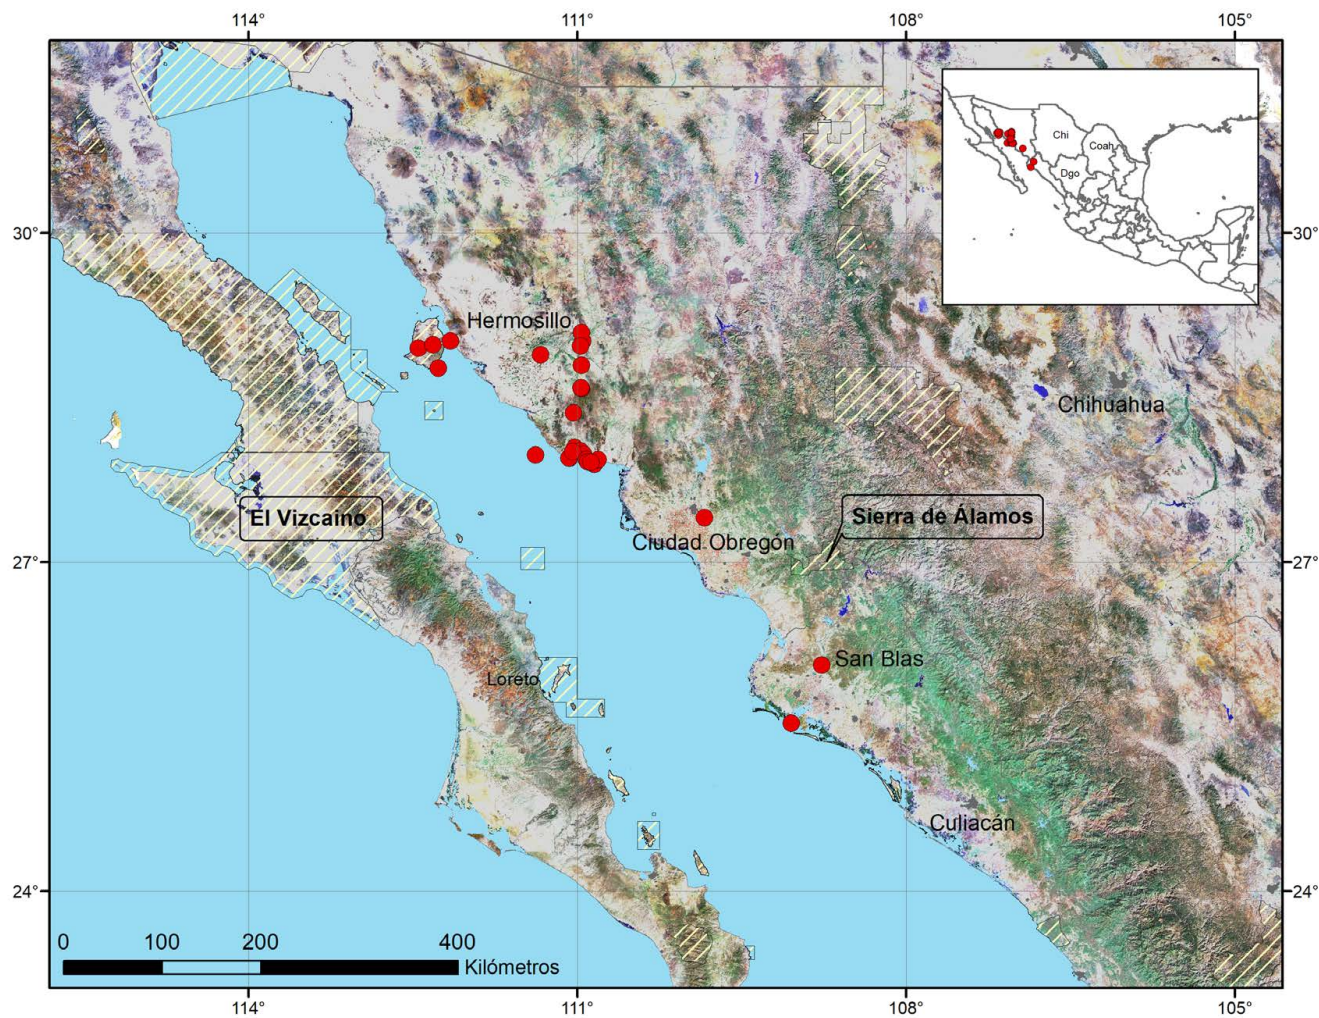 114° 111° 108° 105°
Chi
Coah
Dgo
30° 30°
Hermosillo
Chihuahua
El Vizcaino
Sierra de Álamos
Ciudad Obregón
27° 27°
San Blas
Loreto
Culiacán
24° 24°
0 100 200 400
Kilómetros
114° 111° 108° 105°